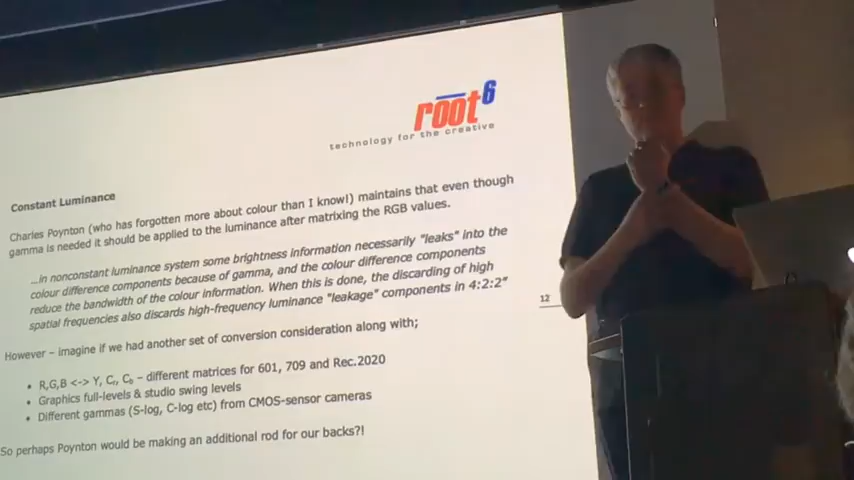 root6
technology for the creative
Constant Luminance
Charles Poynton (who has forgotten more about colour than I know!) maintains that even though
gamma is needed it should be applied to the luminance after matrixing the RGB values.
...in nonconstant luminance system some brightness information necessarily "leaks" into the
colour difference components because of gamma, and the colour difference components
reduce the bandwidth of the colour information. When this is done, the discarding of high
spatial frequencies also discards high-frequency luminance "leakage" components in 4:2:2"
12
However – imagine if we had another set of conversion consideration along with;
• R,G,B <-> Y, Cr, Cb – different matrices for 601, 709 and Rec.2020
• Graphics full-levels & studio swing levels
• Different gammas (S-log, C-log etc) from CMOS-sensor cameras
So perhaps Poynton would be making an additional rod for our backs?!